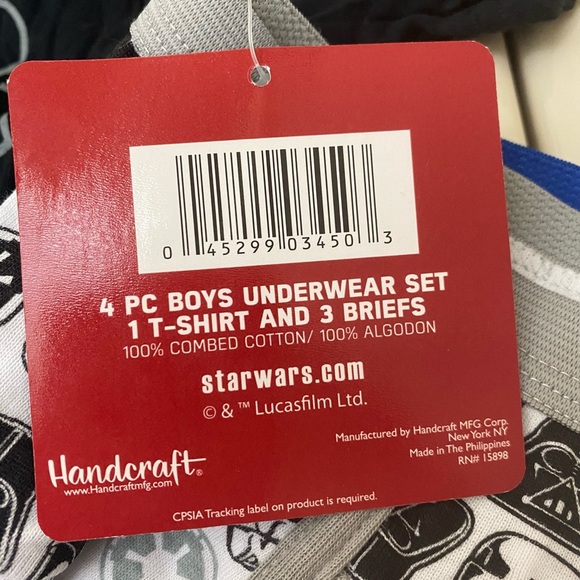 0 45299 03450 3
4 PC BOYS UNDERWEAR SET
1 T-SHIRT AND 3 BRIEFS
100% COMBED COTTON/ 100% ALGODON
starwars.com
© & ™ Lucasfilm Ltd.
Manufactured by Handcraft MFG Corp.
New York NY
Made in The Philippines
RN# 15898
Handcraft®
www.Handcraftmfg.com
CPSIA Tracking label on product is required.